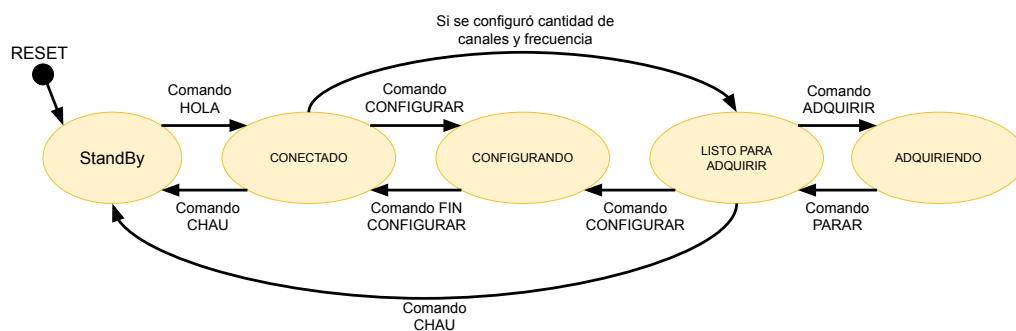 Si se configuró cantidad de
canales y frecuencia
RESET
Comando
HOLA
Comando
CONFIGURAR
Comando
ADQUIRIR
StandBy
CONECTADO
CONFIGURANDO
LISTO PARA
ADQUIRIR
ADQUIRIENDO
Comando
CHAU
Comando FIN
CONFIGURAR
Comando
CONFIGURAR
Comando
PARAR
Comando
CHAU